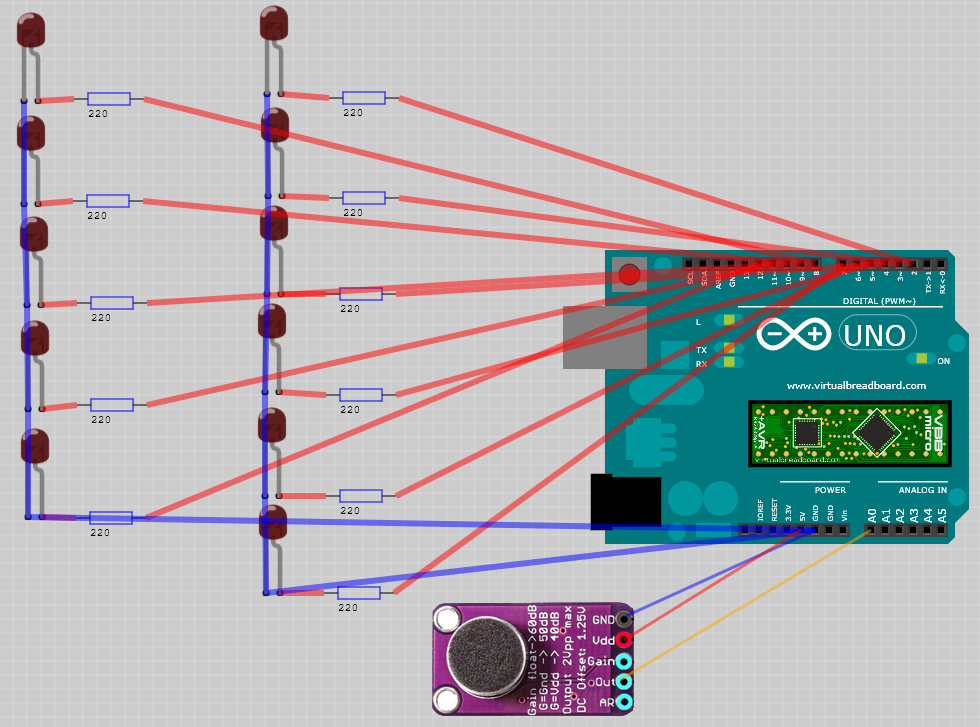 220
220
220
220
220
220
220
220
220
220
220
SCL
SDA
AREF
GND
13
12
11~
10~
9~
8
7
6~
5~
4
3~
2
TX->1
RX<-0
DIGITAL (PWM~)
L
TX
RX
UNO
ON
www.virtualbreadboard.com
AVR
VBB
micro
virtualbreadboard.com
POWER
ANALOG IN
IOREF
RESET
3.3V
5V
GND
GND
Vin
A0
A1
A2
A3
A4
A5
Gain float->60dB
G=Gnd -> 50dB
G=Vdd -> 40dB
Output 2Vpp max
DC Offset: 1.25V
GND
Vdd
Gain
Out
AR